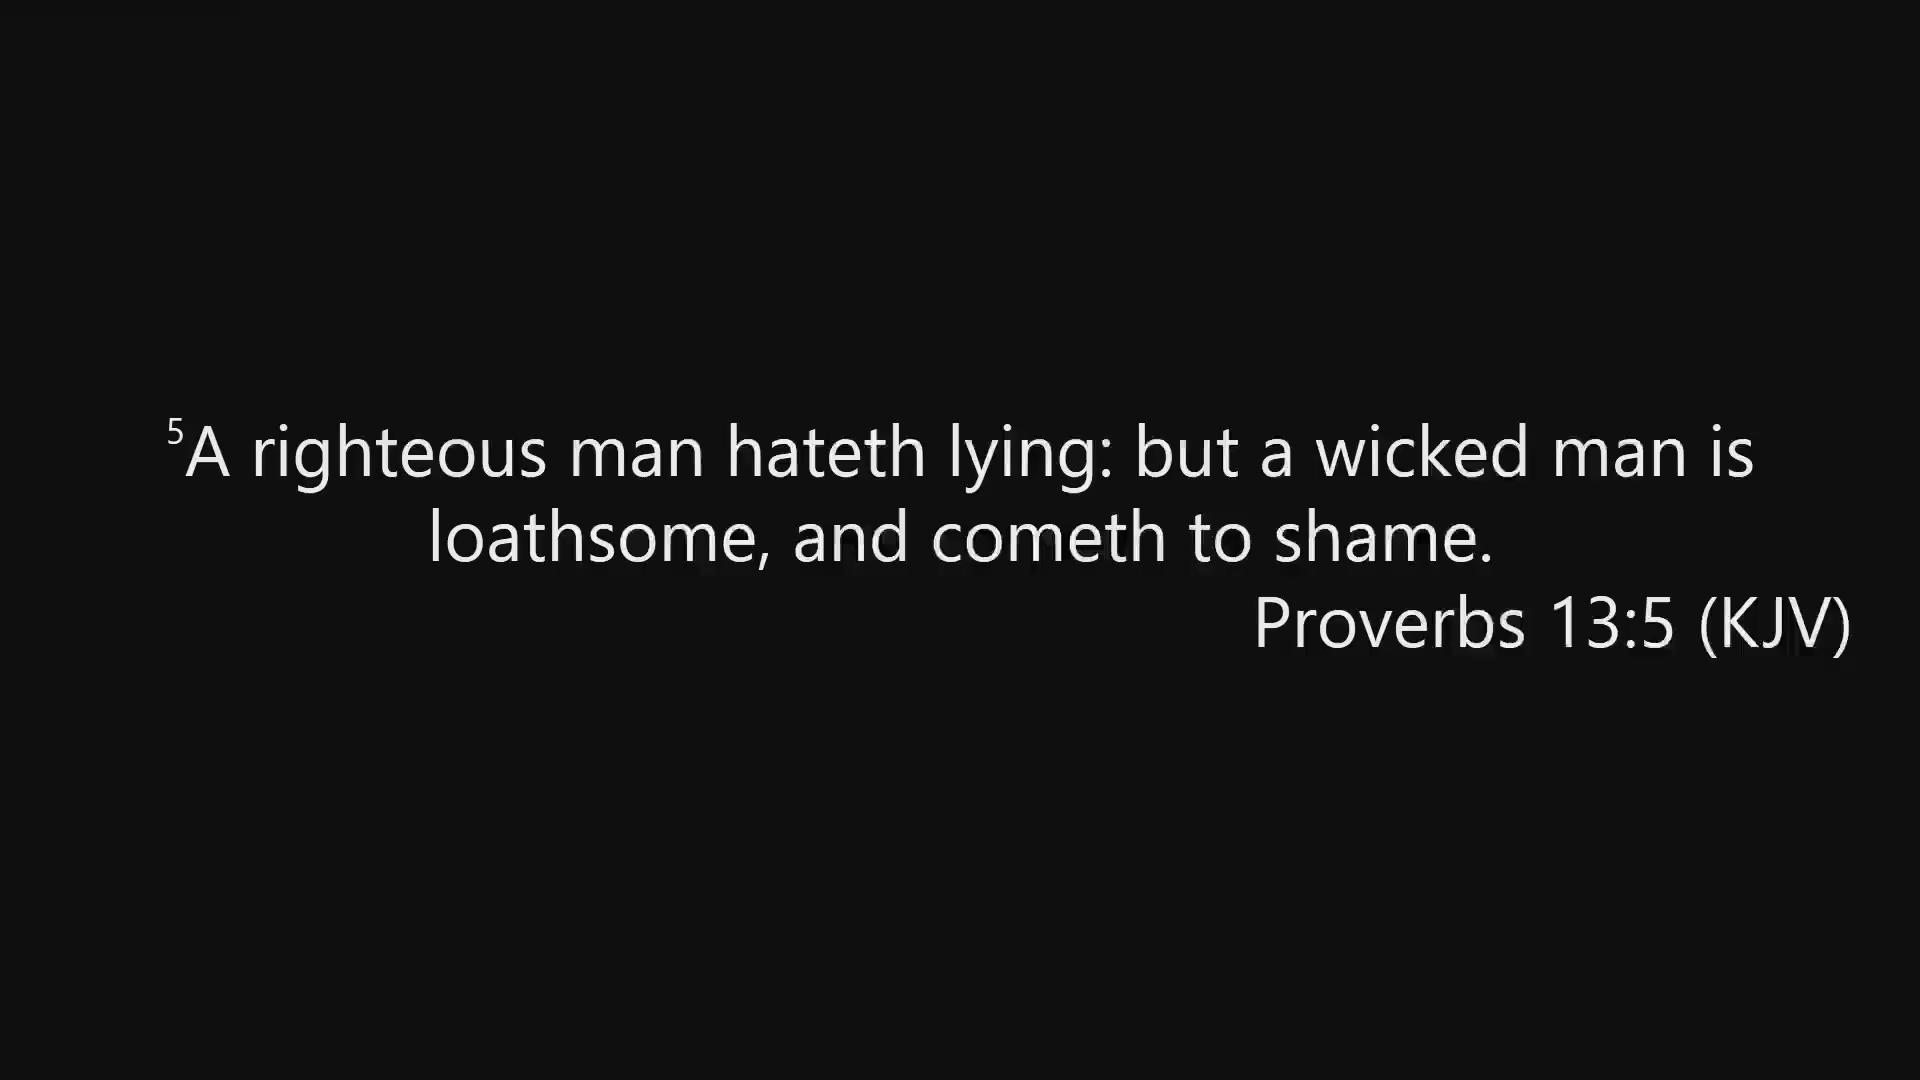 ⁵A righteous man hateth lying: but a wicked man is
loathsome, and cometh to shame.
Proverbs 13:5 (KJV)